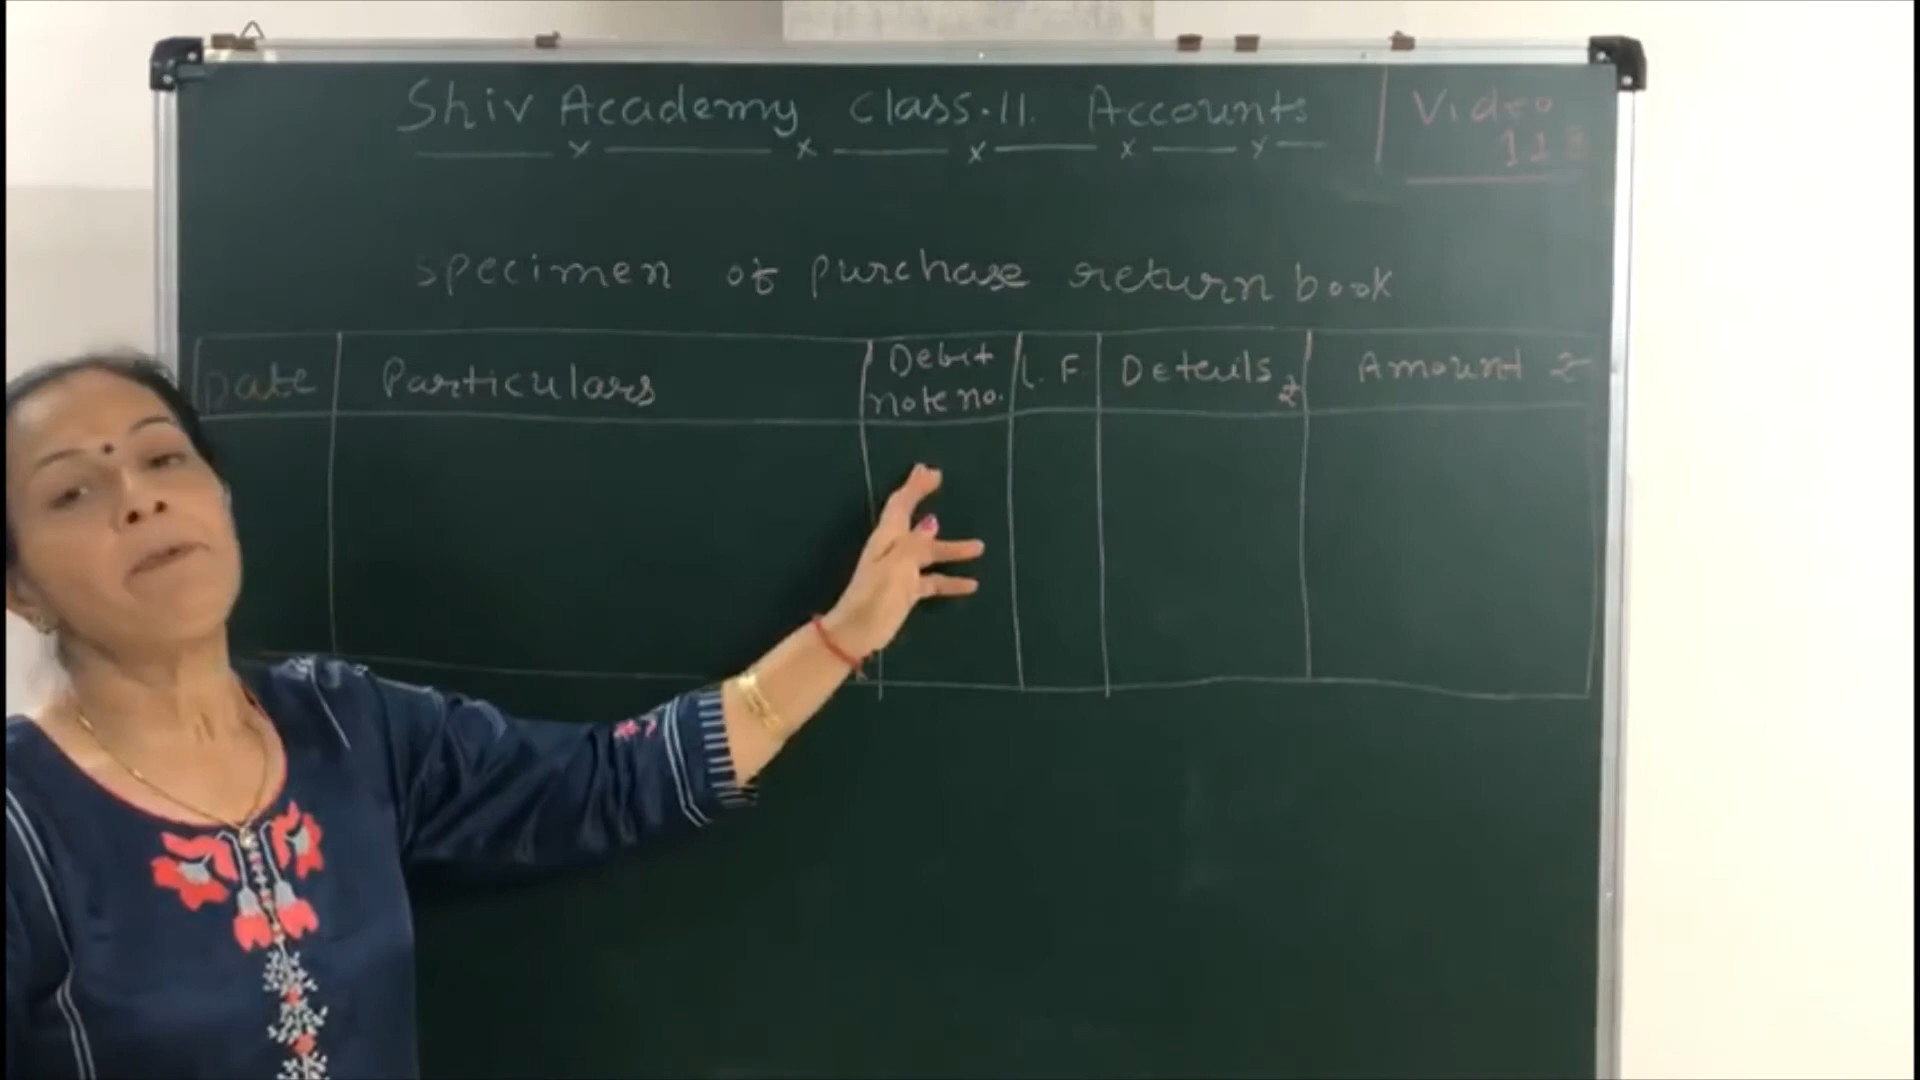 Shiv Academy Class.11. Accounts
Video
specimen of purchase return book
Date Particulars Debit note no. L.F Details ₹ Amount ₹